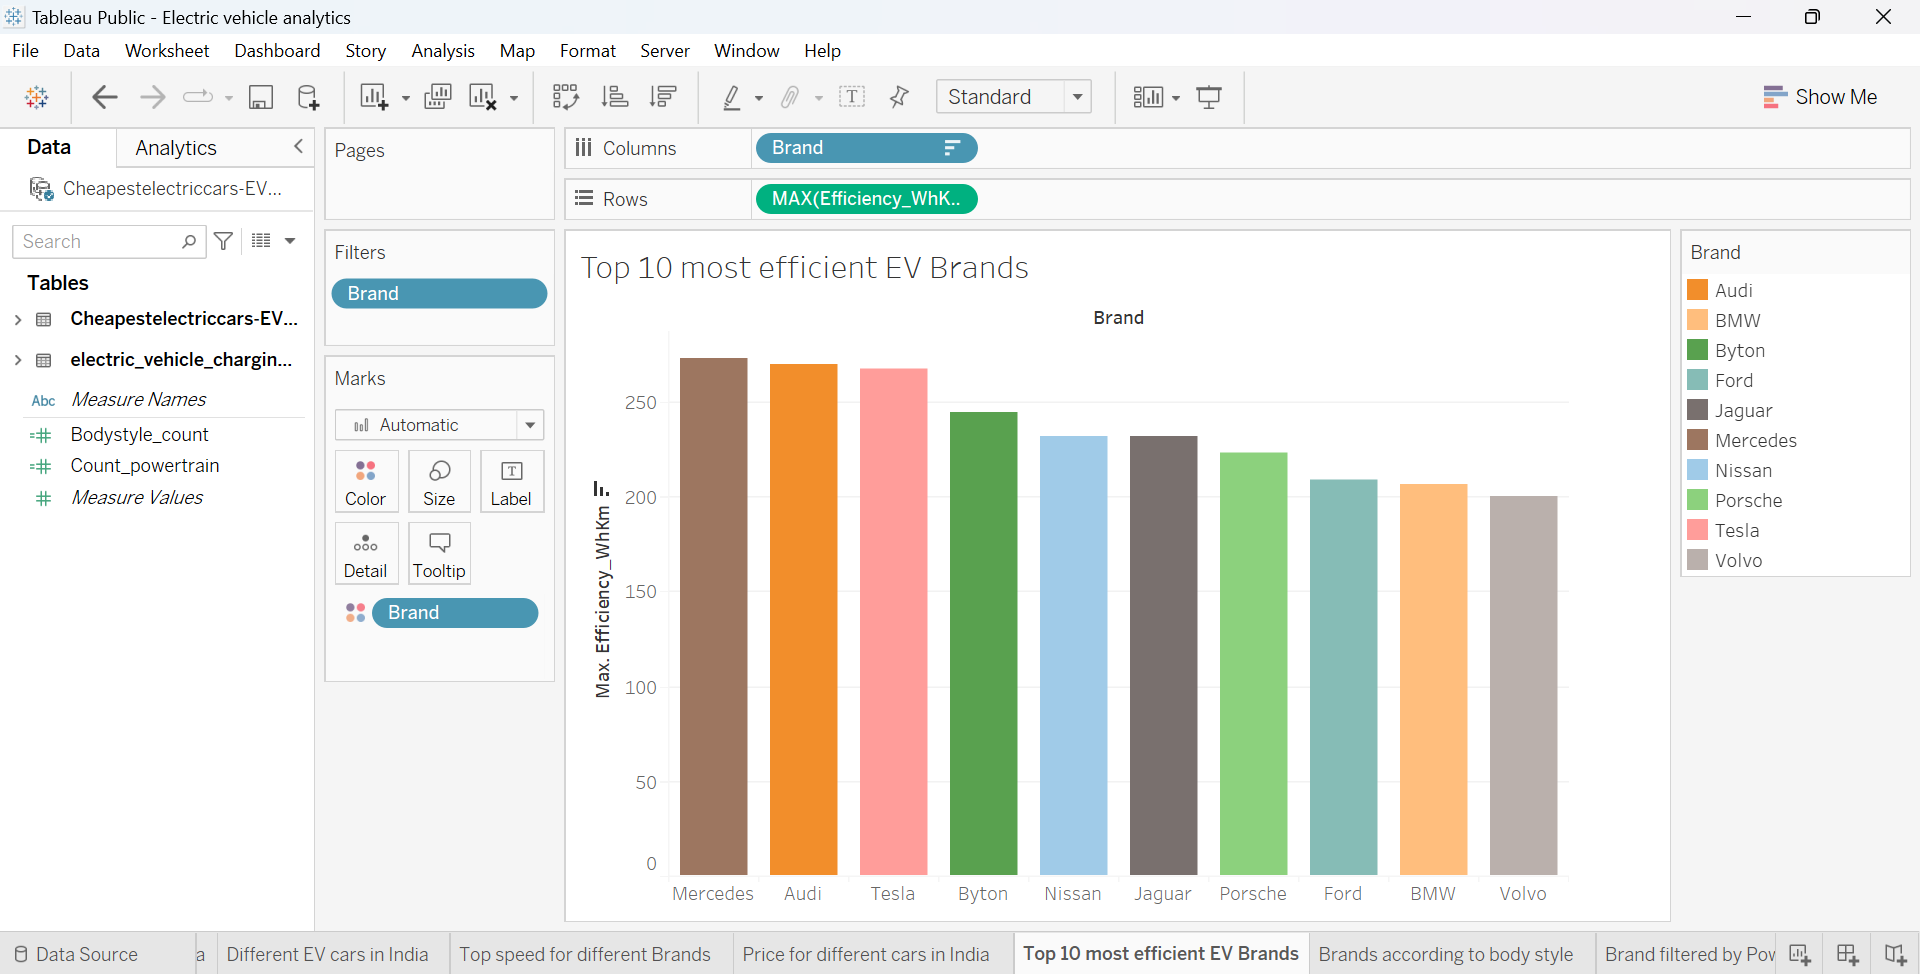 Tableau Public - Electric vehicle analytics
File Data Worksheet Dashboard Story Analysis Map Format Server Window Help
Standard
Show Me
Data Analytics
Cheapestelectriccars-EV...
Search
Tables
Cheapestelectriccars-EV...
electric_vehicle_chargin...
Abc Measure Names
Bodystyle_count
Count_powertrain
Measure Values
Pages
Filters
Brand
Marks
Automatic
Color Size Label
Detail Tooltip
Brand
Columns Brand
Rows MAX(Efficiency_WhK..
Top 10 most efficient EV Brands
Brand
Max. Efficiency_WhKm
250
200
150
100
50
0
Mercedes Audi Tesla Byton Nissan Jaguar Porsche Ford BMW Volvo
Brand
Audi
BMW
Byton
Ford
Jaguar
Mercedes
Nissan
Porsche
Tesla
Volvo
Data Source a Different EV cars in India Top speed for different Brands Price for different cars in India Top 10 most efficient EV Brands Brands according to body style Brand filtered by Pow